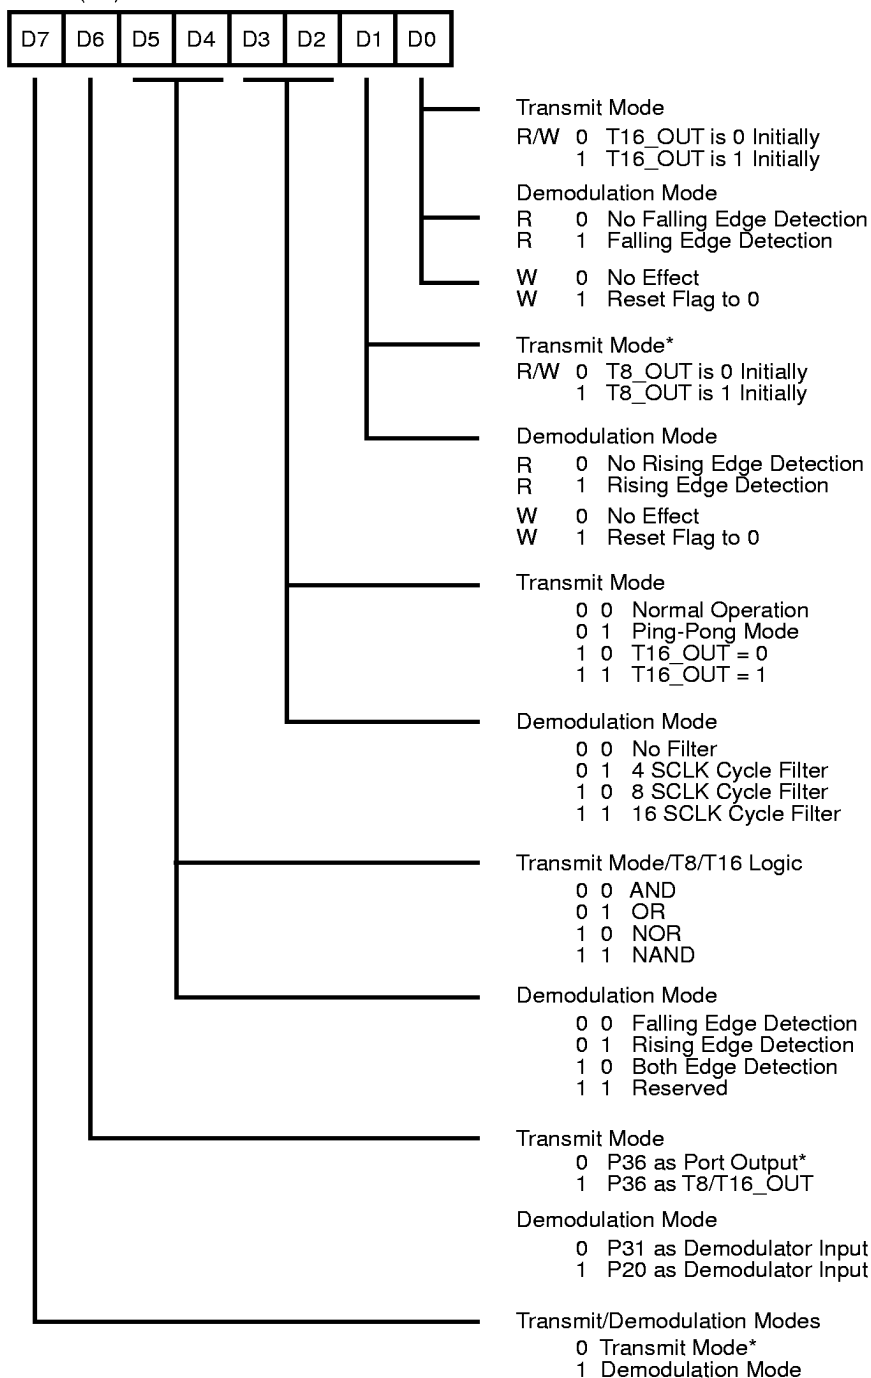 D7 D6 D5 D4 D3 D2 D1 D0
Transmit Mode
R/W 0 T16_OUT is 0 Initially
1 T16_OUT is 1 Initially
Demodulation Mode
R 0 No Falling Edge Detection
R 1 Falling Edge Detection
W 0 No Effect
W 1 Reset Flag to 0
Transmit Mode*
R/W 0 T8_OUT is 0 Initially
1 T8_OUT is 1 Initially
Demodulation Mode
R 0 No Rising Edge Detection
R 1 Rising Edge Detection
W 0 No Effect
W 1 Reset Flag to 0
Transmit Mode
0 0 Normal Operation
0 1 Ping-Pong Mode
1 0 T16_OUT = 0
1 1 T16_OUT = 1
Demodulation Mode
0 0 No Filter
0 1 4 SCLK Cycle Filter
1 0 8 SCLK Cycle Filter
1 1 16 SCLK Cycle Filter
Transmit Mode/T8/T16 Logic
0 0 AND
0 1 OR
1 0 NOR
1 1 NAND
Demodulation Mode
0 0 Falling Edge Detection
0 1 Rising Edge Detection
1 0 Both Edge Detection
1 1 Reserved
Transmit Mode
0 P36 as Port Output*
1 P36 as T8/T16_OUT
Demodulation Mode
0 P31 as Demodulator Input
1 P20 as Demodulator Input
Transmit/Demodulation Modes
0 Transmit Mode*
1 Demodulation Mode